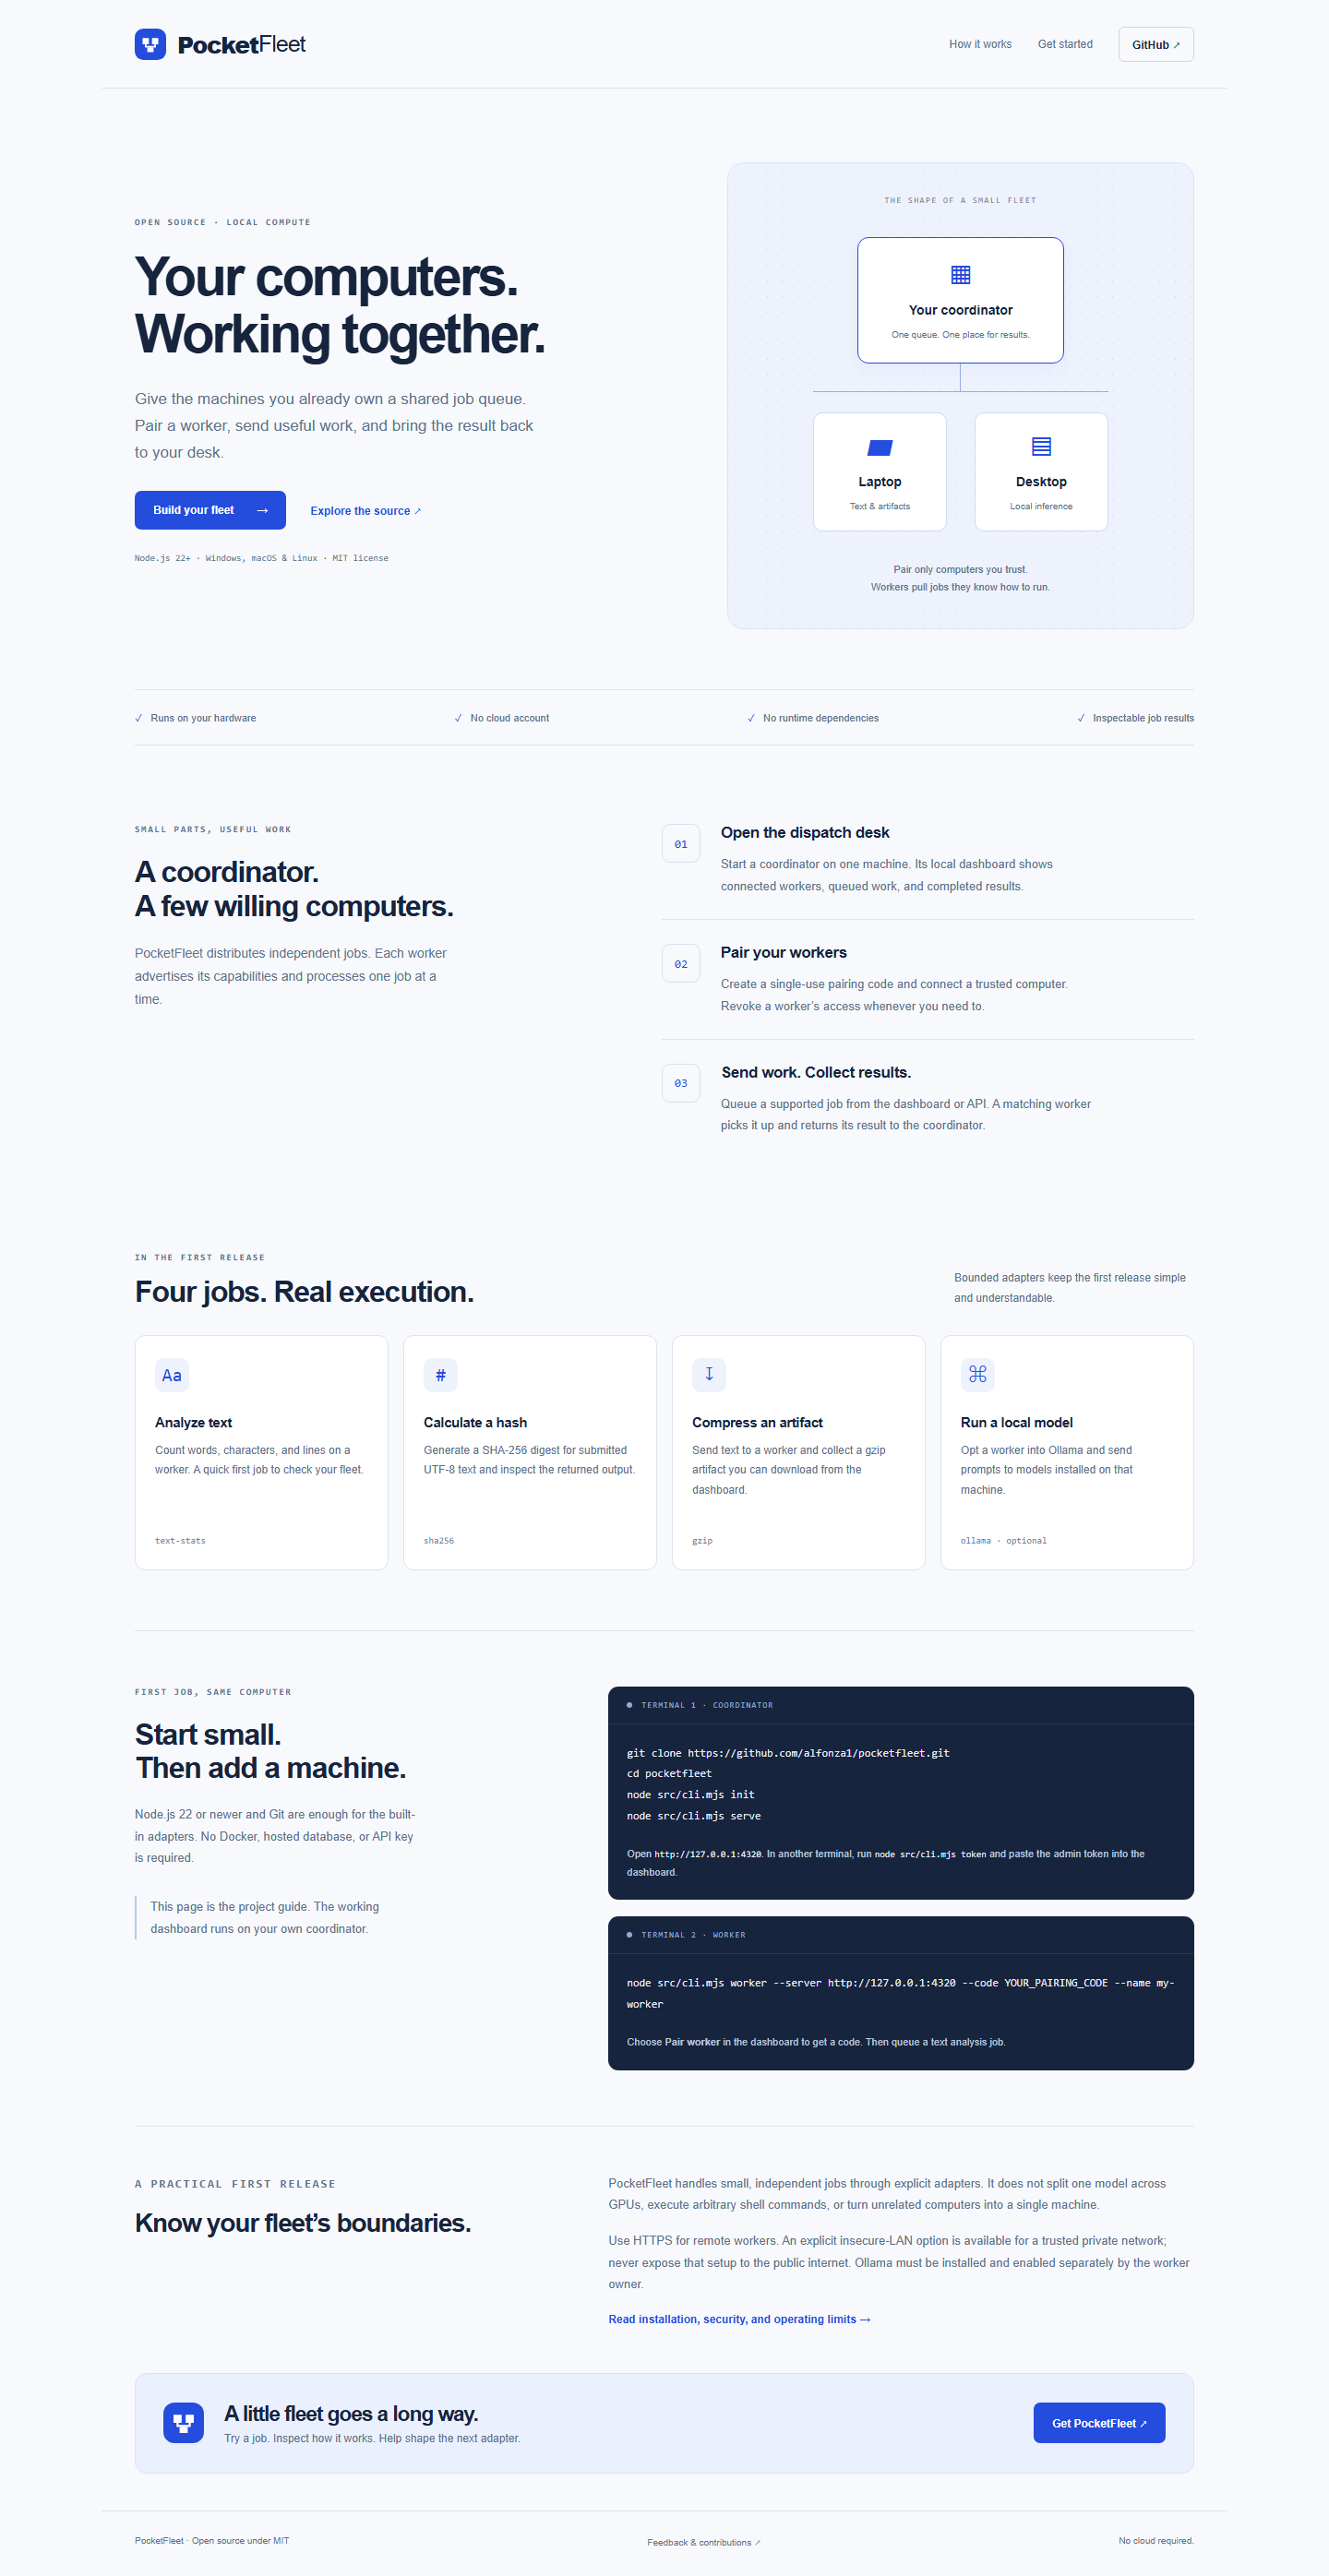 PocketFleet
How it works
Get started
GitHub ↗
OPEN SOURCE · LOCAL COMPUTE
Your computers.
Working together.
Give the machines you already own a shared job queue.
Pair a worker, send useful work, and bring the result back
to your desk.
Build your fleet →
Explore the source ↗
Node.js 22+ · Windows, macOS & Linux · MIT license
THE SHAPE OF A SMALL FLEET
Your coordinator
One queue. One place for results.
Laptop
Text & artifacts
Desktop
Local inference
Pair only computers you trust.
Workers pull jobs they know how to run.
✓ Runs on your hardware
✓ No cloud account
✓ No runtime dependencies
✓ Inspectable job results
SMALL PARTS, USEFUL WORK
A coordinator.
A few willing computers.
PocketFleet distributes independent jobs. Each worker
advertises its capabilities and processes one job at a
time.
01
Open the dispatch desk
Start a coordinator on one machine. Its local dashboard shows
connected workers, queued work, and completed results.
02
Pair your workers
Create a single-use pairing code and connect a trusted computer.
Revoke a worker’s access whenever you need to.
03
Send work. Collect results.
Queue a supported job from the dashboard or API. A matching worker
picks it up and returns its result to the coordinator.
IN THE FIRST RELEASE
Four jobs. Real execution.
Bounded adapters keep the first release simple
and understandable.
Aa
Analyze text
Count words, characters, and lines on a
worker. A quick first job to check your fleet.
text-stats
#
Calculate a hash
Generate a SHA-256 digest for submitted
UTF-8 text and inspect the returned output.
sha256
↧
Compress an artifact
Send text to a worker and collect a gzip
artifact you can download from the
dashboard.
gzip
⌘
Run a local model
Opt a worker into Ollama and send
prompts to models installed on that
machine.
ollama · optional
FIRST JOB, SAME COMPUTER
Start small.
Then add a machine.
Node.js 22 or newer and Git are enough for the built-
in adapters. No Docker, hosted database, or API key
is required.
This page is the project guide. The working
dashboard runs on your own coordinator.
TERMINAL 1 · COORDINATOR
git clone https://github.com/alfonza1/pocketfleet.git
cd pocketfleet
node src/cli.mjs init
node src/cli.mjs serve
Open http://127.0.0.1:4320. In another terminal, run node src/cli.mjs token and paste the admin token into the
dashboard.
TERMINAL 2 · WORKER
node src/cli.mjs worker --server http://127.0.0.1:4320 --code YOUR_PAIRING_CODE --name my-
worker
Choose Pair worker in the dashboard to get a code. Then queue a text analysis job.
A PRACTICAL FIRST RELEASE
Know your fleet’s boundaries.
PocketFleet handles small, independent jobs through explicit adapters. It does not split one model across
GPUs, execute arbitrary shell commands, or turn unrelated computers into a single machine.
Use HTTPS for remote workers. An explicit insecure-LAN option is available for a trusted private network;
never expose that setup to the public internet. Ollama must be installed and enabled separately by the worker
owner.
Read installation, security, and operating limits →
A little fleet goes a long way.
Try a job. Inspect how it works. Help shape the next adapter.
Get PocketFleet ↗
PocketFleet · Open source under MIT
Feedback & contributions ↗
No cloud required.